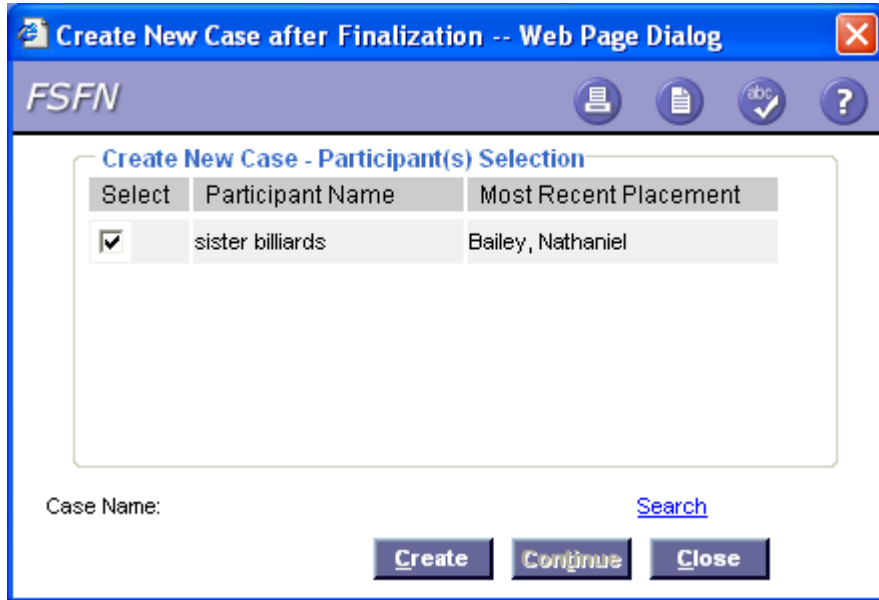 Create New Case after Finalization -- Web Page Dialog
FSFN
abc
?
Create New Case - Participant(s) Selection
Select Participant Name Most Recent Placement
sister billiards Bailey, Nathaniel
Case Name: Search
Create Continue Close